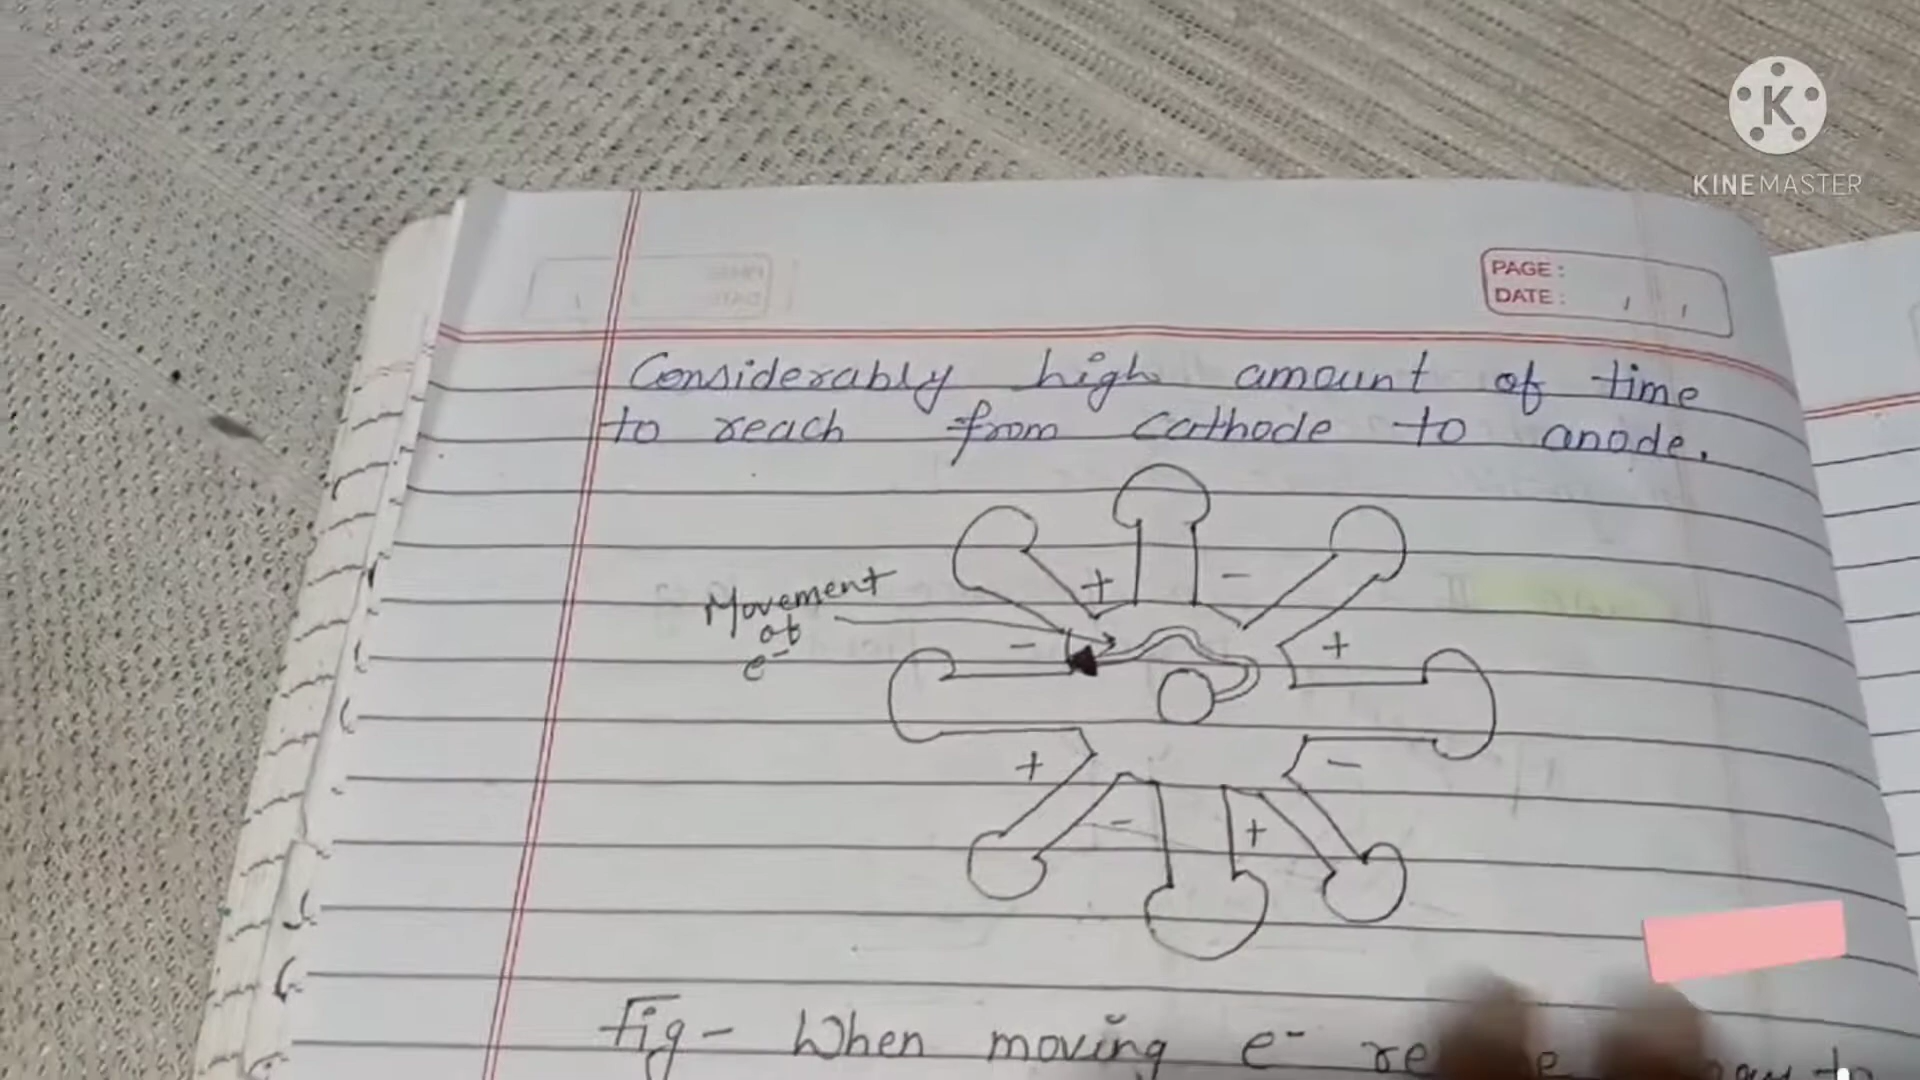 KINEMASTER
PAGE :
DATE : / /
Considerably high amount of time
to reach from cathode to anode.
+ -
Movement
of
e-
- +
+ -
- +
Fig - When moving e-